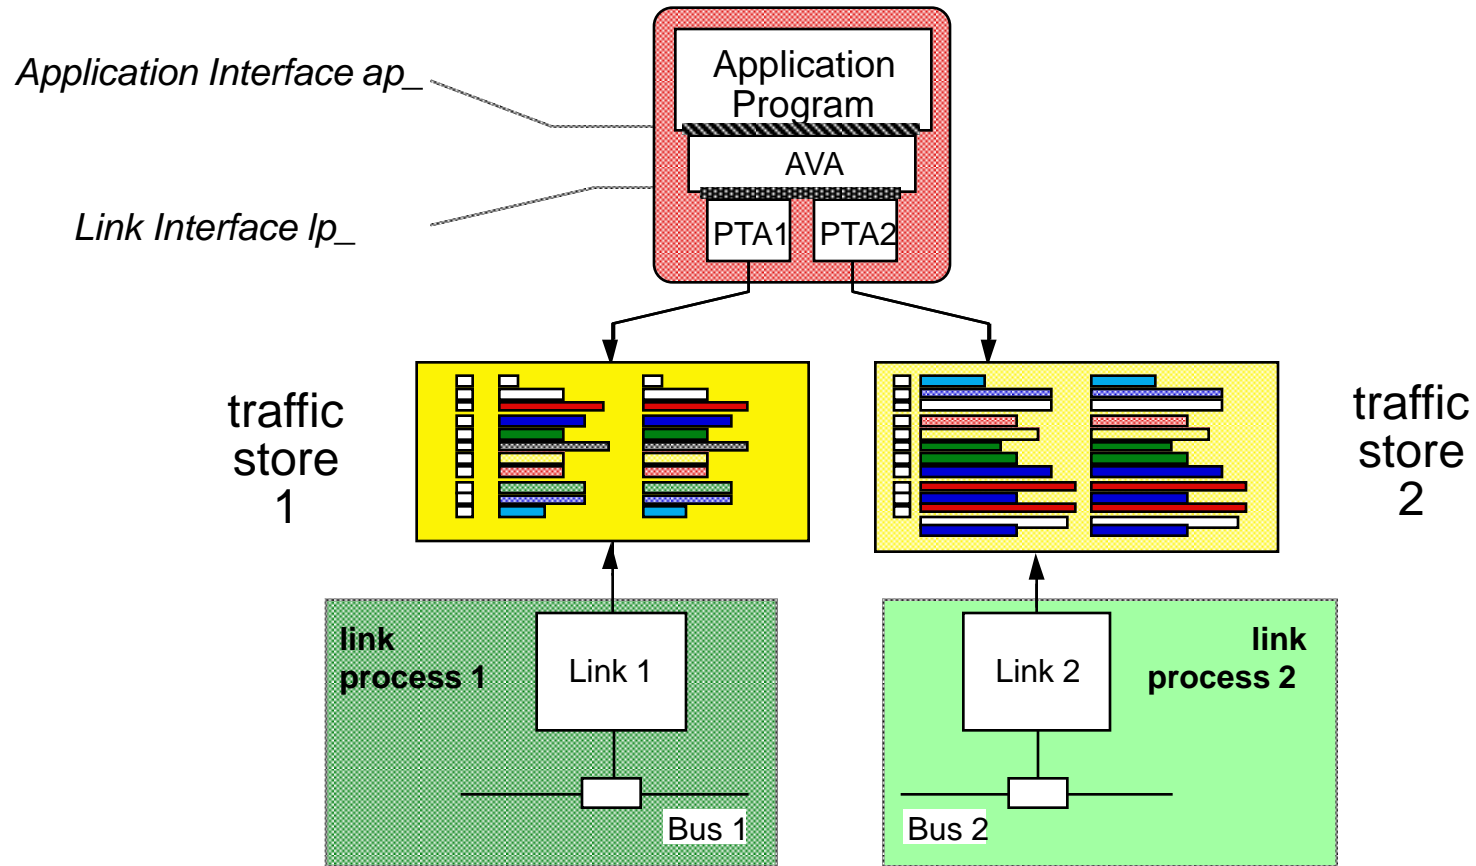 Application Interface ap_
Application
Program
AVA
Link Interface lp_
PTA1
PTA2
traffic
store
1
traffic
store
2
link
process 1
Link 1
Bus 1
Link 2
link
process 2
Bus 2